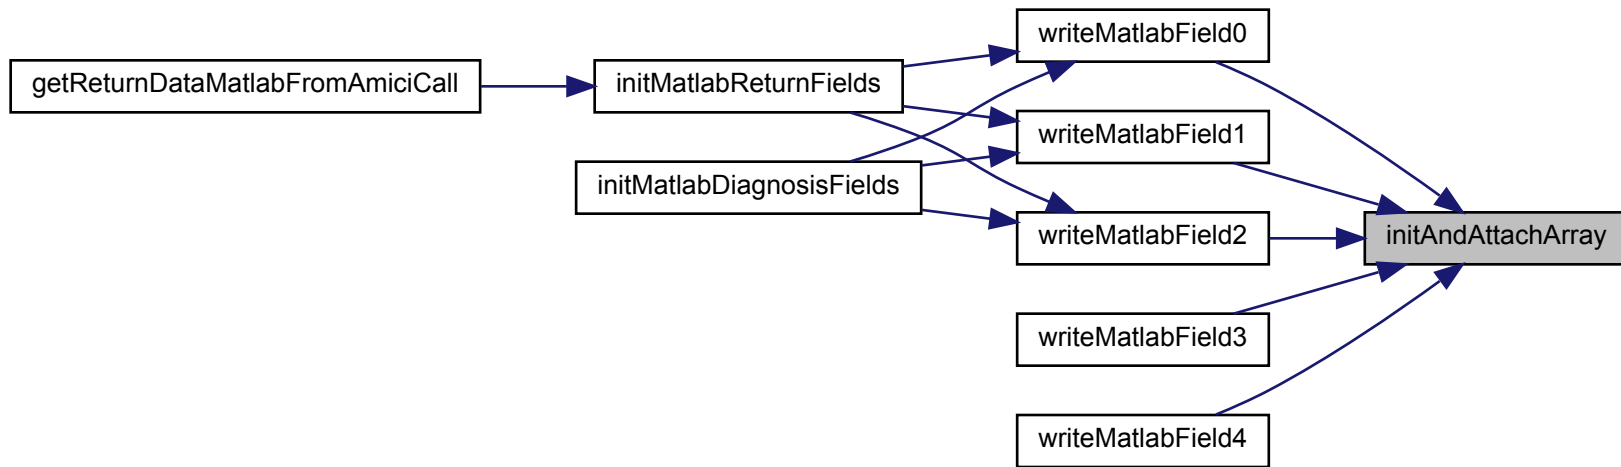 writeMatlabField0
getReturnDataMatlabFromAmiciCall
initMatlabReturnFields
writeMatlabField1
initMatlabDiagnosisFields
writeMatlabField2
initAndAttachArray
writeMatlabField3
writeMatlabField4